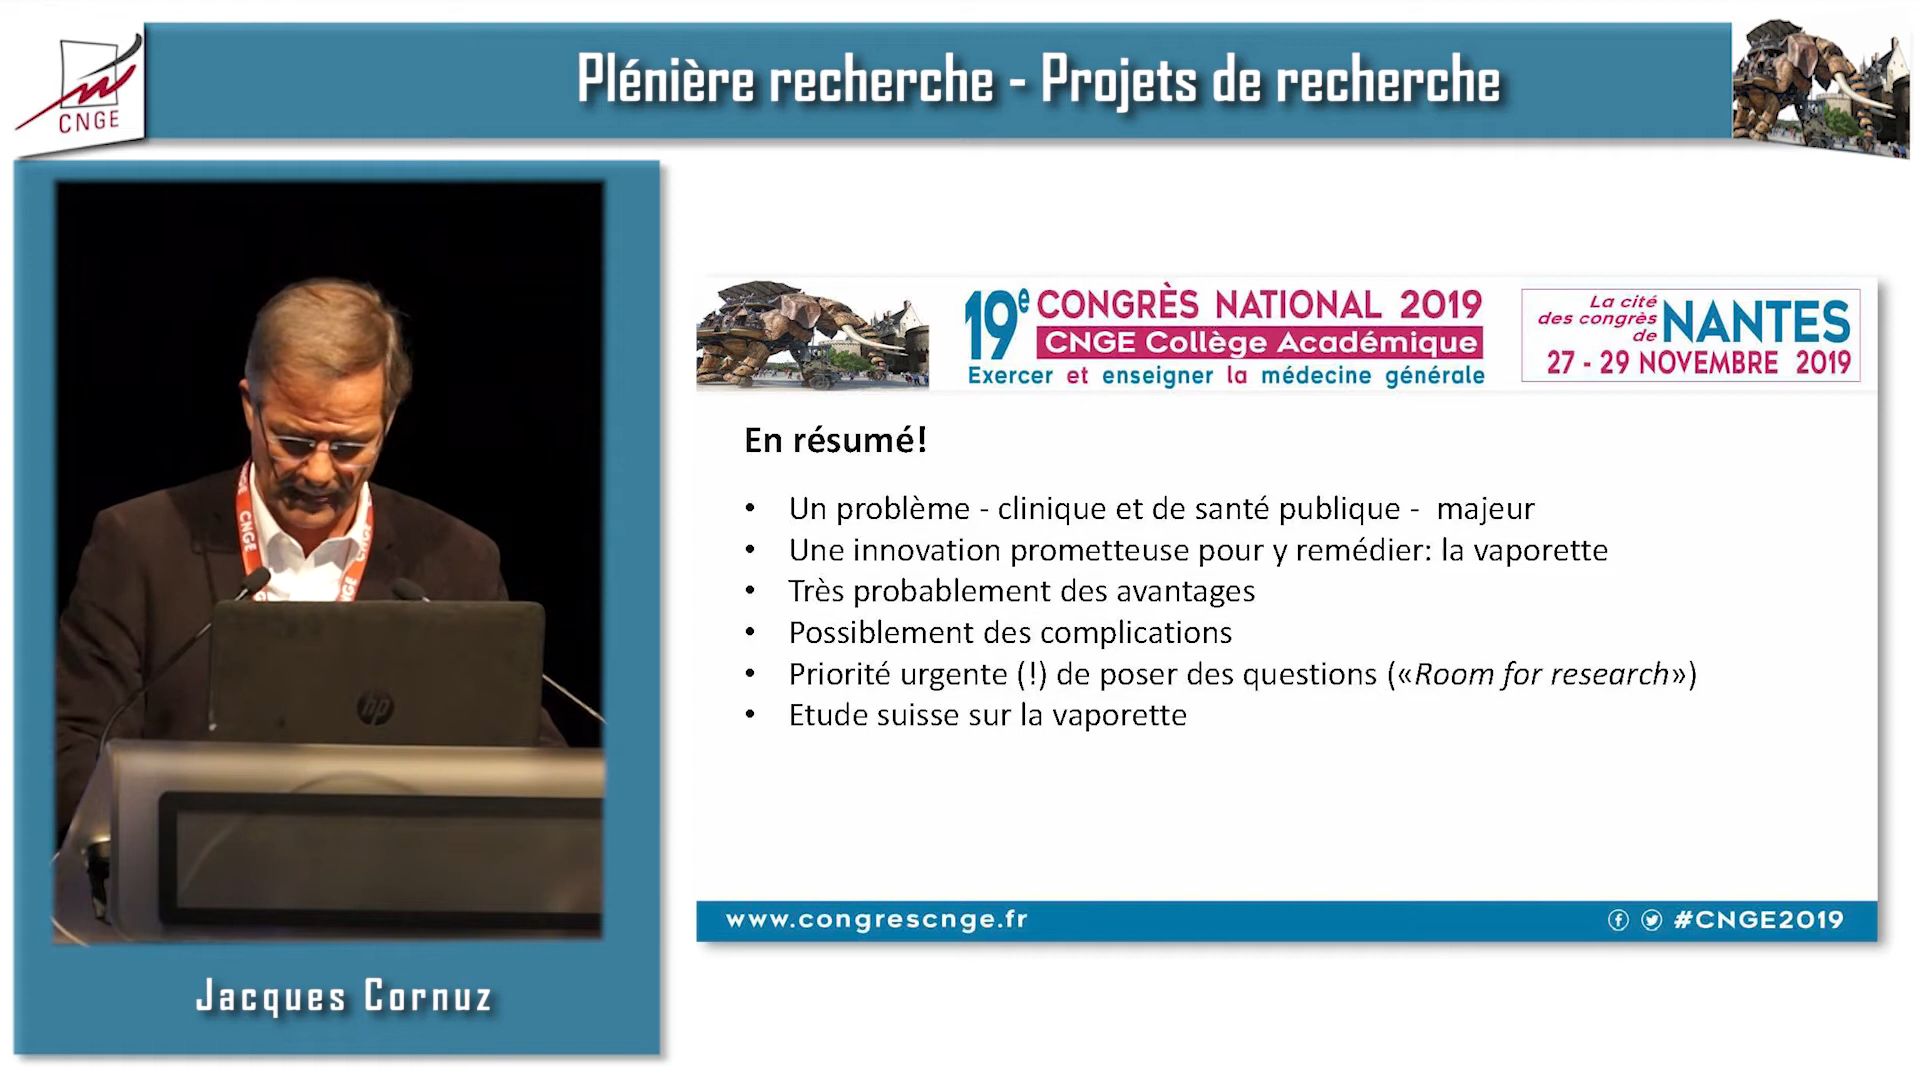 CNGE
Plénière recherche - Projets de recherche
CNGE
CNGE
hp
Jacques Cornuz
19e CONGRÈS NATIONAL 2019
CNGE Collège Académique
Exercer et enseigner la médecine générale
La cité
des congrès
de
NANTES
27 - 29 NOVEMBRE 2019
En résumé!
• Un problème - clinique et de santé publique - majeur
• Une innovation prometteuse pour y remédier: la vaporette
• Très probablement des avantages
• Possiblement des complications
• Priorité urgente (!) de poser des questions («Room for research»)
• Etude suisse sur la vaporette
www.congrescnge.fr
#CNGE2019